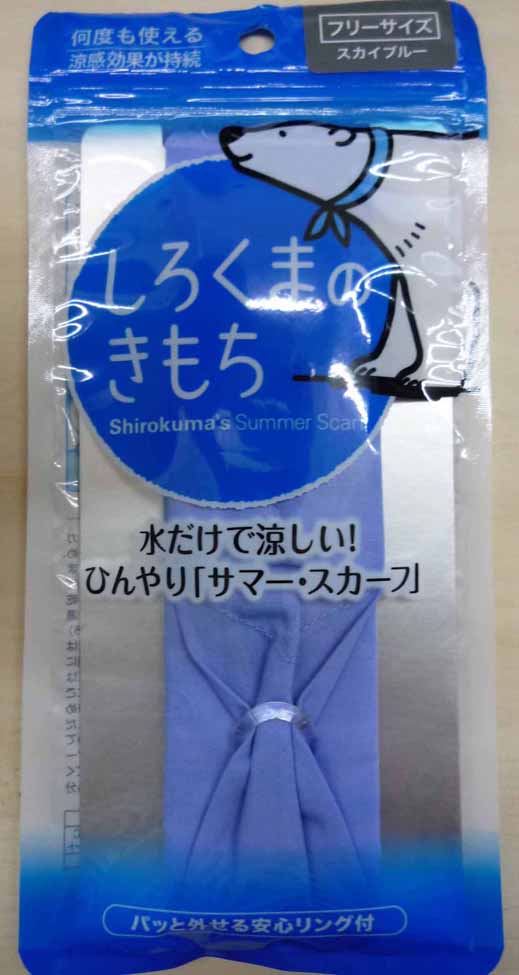 何度も使える
涼感効果が持続
フリーサイズ
スカイブルー
しろくまの
きもち
Shirokuma's Summer Scarf
水だけで涼しい!
ひんやり「サマー・スカーフ」
パッと外せる安心リング付